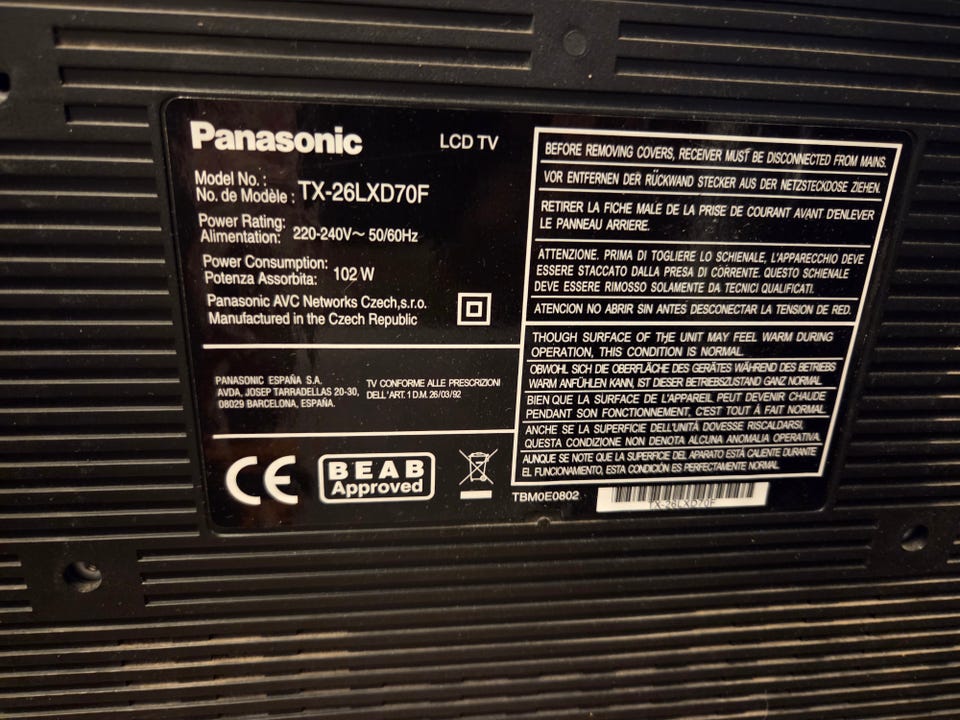 Panasonic
LCD TV
Model No. :
No. de Modèle : TX-26LXD70F
Power Rating:
Alimentation: 220-240V~ 50/60Hz
Power Consumption:
Potenza Assorbita: 102 W
Panasonic AVC Networks Czech,s.r.o.
Manufactured in the Czech Republic
PANASONIC ESPAÑA S.A.
AVDA, JOSEP TARRADELLAS 20-30,
08029 BARCELONA, ESPAÑA.
TV CONFORME ALLE PRESCRIZIONI
DELL'ART. 1 D.M. 26/03/92
CE
BEAB
Approved
BEFORE REMOVING COVERS, RECEIVER MUST BE DISCONNECTED FROM MAINS.
VOR ENTFERNEN DER RÜCKWAND STECKER AUS DER NETZSTECKDOSE ZIEHEN.
RETIRER LA FICHE MALE DE LA PRISE DE COURANT AVANT D'ENLEVER
LE PANNEAU ARRIERE.
ATTENZIONE. PRIMA DI TOGLIERE LO SCHIENALE, L'APPARECCHIO DEVE
ESSERE STACCATO DALLA PRESA DI CORRENTE. QUESTO SCHIENALE
DEVE ESSERE RIMOSSO SOLAMENTE DA TECNICI QUALIFICATI.
ATENCION NO ABRIR SIN ANTES DESCONECTAR LA TENSION DE RED.
THOUGH SURFACE OF THE UNIT MAY FEEL WARM DURING
OPERATION, THIS CONDITION IS NORMAL.
OBWOHL SICH DIE OBERFLÄCHE DES GERÄTES WÄHREND DES BETRIEBS
WARM ANFÜHLEN KANN, IST DIESER BETRIEBSZUSTAND GANZ NORMAL.
BIEN QUE LA SURFACE DE L'APPAREIL PEUT DEVENIR CHAUDE
PENDANT SON FONCTIONNEMENT, C'EST TOUT À FAIT NORMAL.
ANCHE SE LA SUPERFICIE DELL'UNITÀ DOVESSE RISCALDARSI,
QUESTA CONDIZIONE NON DENOTA ALCUNA ANOMALIA OPERATIVA.
AUNQUE SE NOTE QUE LA SUPERFICIE DEL APARATO ESTÁ CALIENTE DURANTE
EL FUNCIONAMIENTO, ESTA CONDICIÓN ES PERFECTAMENTE NORMAL.
TBM0E0802
TX-26LXD70F